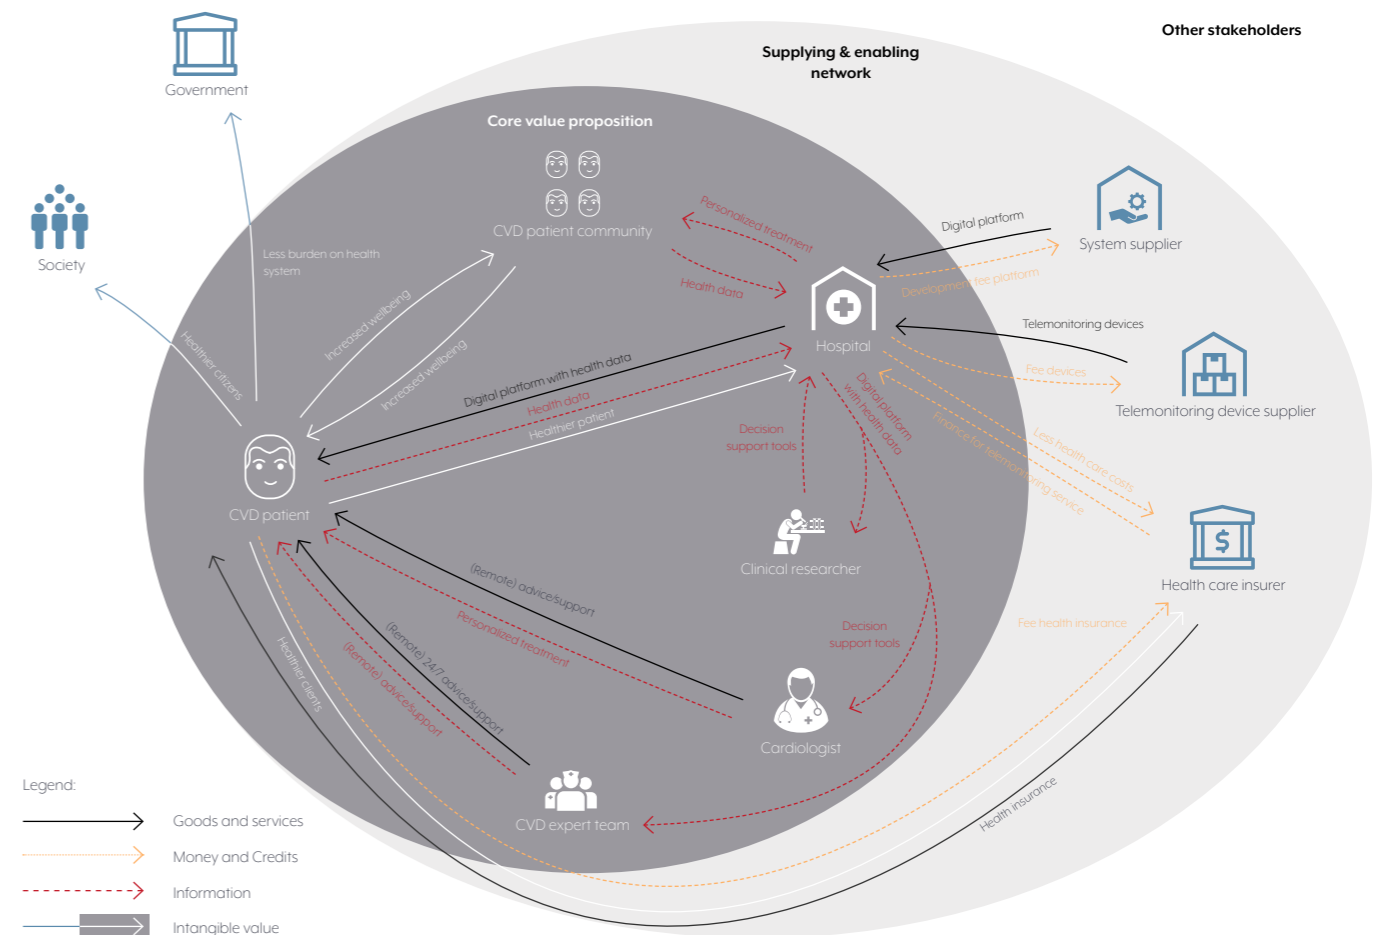 Other stakeholders
Supplying & enabling
network
Government
Core value proposition
Society
CVD patient community
Personalized treatment
Health data
Digital platform
System supplier
Development fee platform
Less burden on health
system
Healthier citizens
Increased wellbeing
Increased wellbeing
Hospital
Telemonitoring devices
Fee devices
Telemonitoring device supplier
Digital platform with health data
Health data
Healthier patient
Digital platform
with health data
Decision
support tools
Less health care costs
Finance for telemonitoring service
CVD patient
Clinical researcher
Health care insurer
Fee health insurance
(Remote) advice/support
Personalized treatment
(Remote) 24/7 advice/support
(Remote) advice/support
Healthier clients
Decision
support tools
Cardiologist
CVD expert team
Health insurance
Legend:
Goods and services
Money and Credits
Information
Intangible value